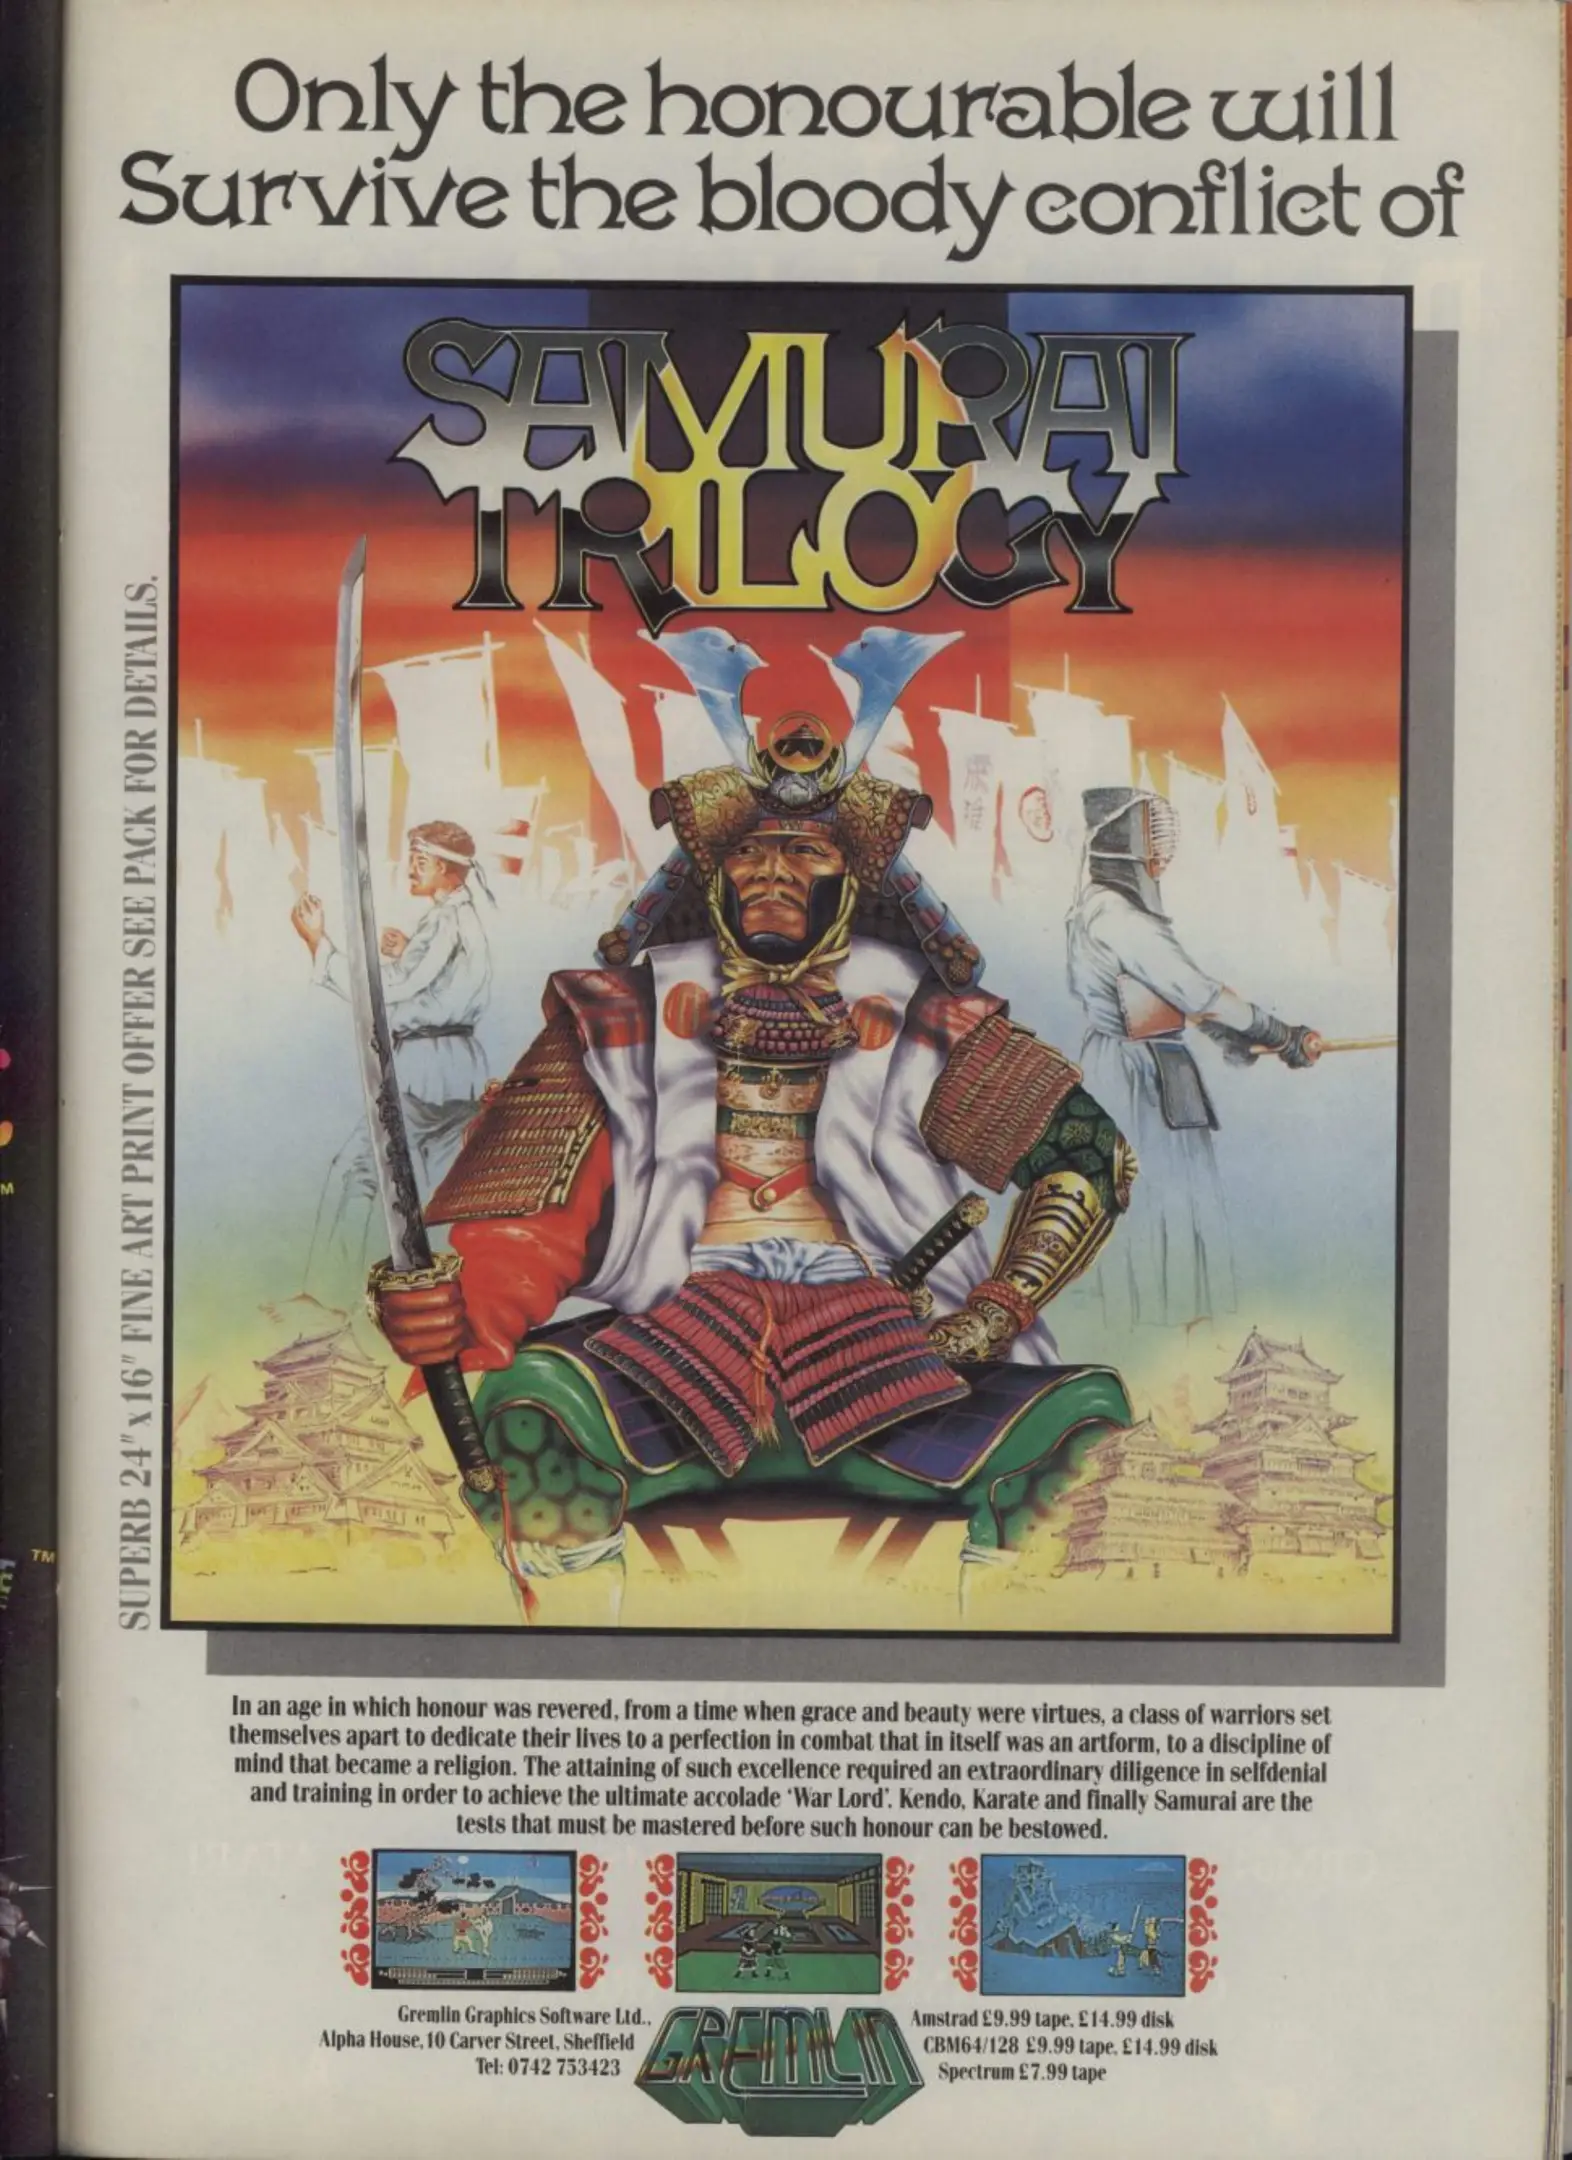 Only the honourable will
Survive the bloody conflict of
SAMURAI
TRILOGY
SUPERB 24" x 16" FINE ART PRINT OFFER SEE PACK FOR DETAILS.
In an age in which honour was revered, from a time when grace and beauty were virtues, a class of warriors set
themselves apart to dedicate their lives to a perfection in combat that in itself was an artform, to a discipline of
mind that became a religion. The attaining of such excellence required an extraordinary diligence in selfdenial
and training in order to achieve the ultimate accolade ‘War Lord’. Kendo, Karate and finally Samurai are the
tests that must be mastered before such honour can be bestowed.
Gremlin Graphics Software Ltd.,
Alpha House, 10 Carver Street, Sheffield
Tel: 0742 753423
GREMLIN
Amstrad £9.99 tape. £14.99 disk
CBM64/128 £9.99 tape, £14.99 disk
Spectrum £7.99 tape
M
TM